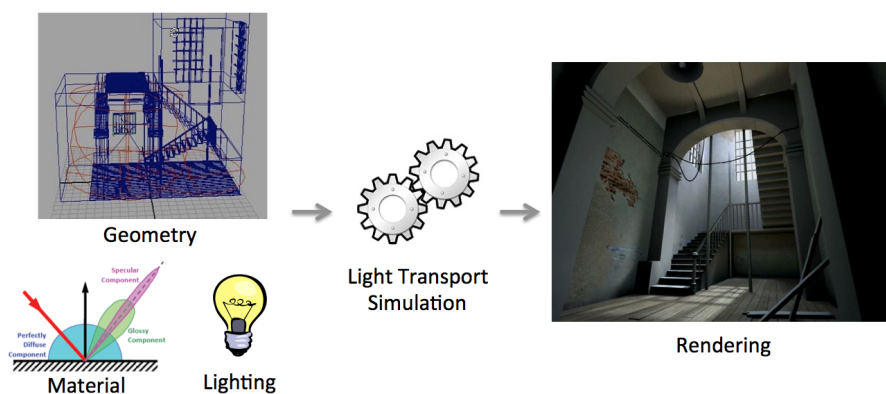 Geometry
Specular
Component
Perfectly
Diffuse
Component
Glossy
Component
Material
Lighting
Light Transport
Simulation
Rendering